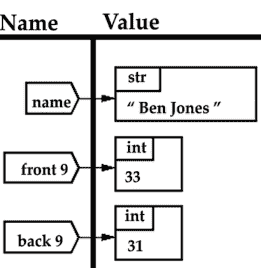 Name Value
str
name
" Ben Jones "
int
front 9
33
int
back 9
31